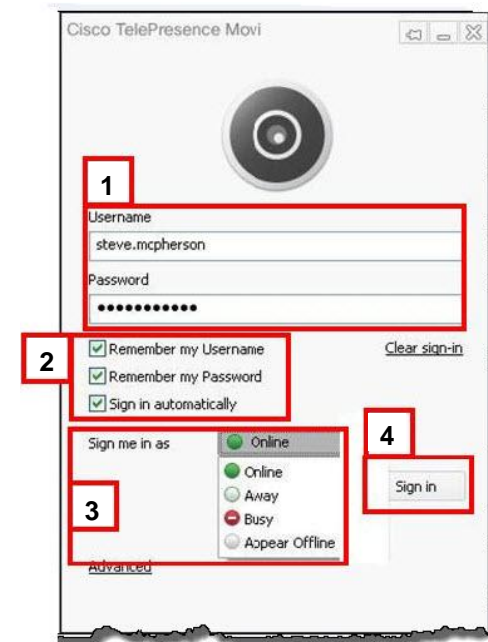 Cisco TelePresence Movi
1
Username
steve.mcpherson
Password
•••••••••••
2
Remember my Username
Clear sign-in
Remember my Password
Sign in automatically
Sign me in as
Online
4
Online
Sign in
Away
3
Busy
Appear Offline
Advanced